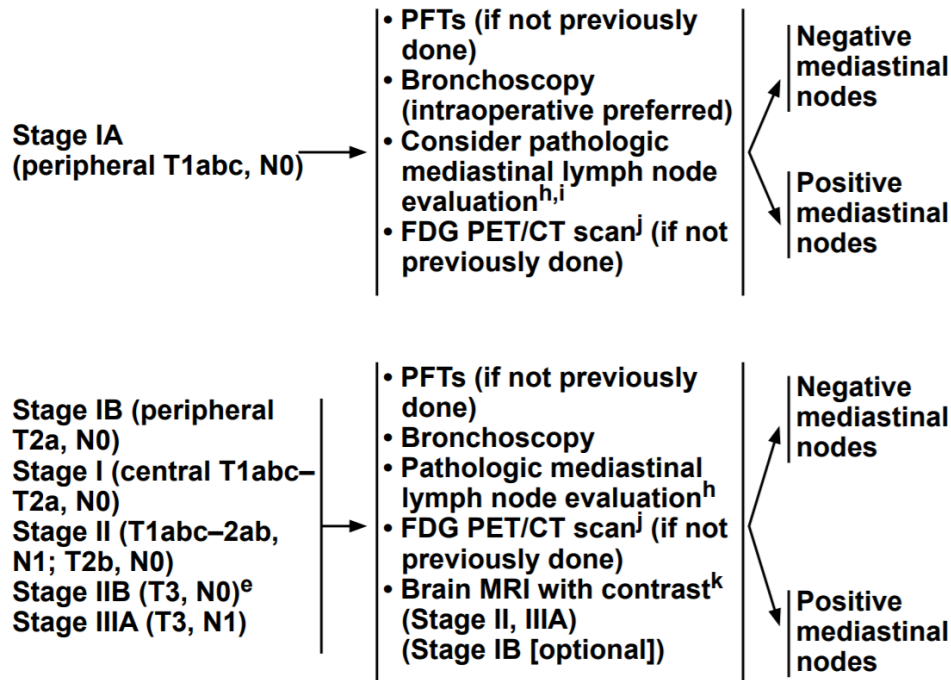 Stage IA
(peripheral T1abc, N0)
• PFTs (if not previously
done)
• Bronchoscopy
(intraoperative preferred)
• Consider pathologic
mediastinal lymph node
evaluationh,i
• FDG PET/CT scanj (if not
previously done)
Negative
mediastinal
nodes
Positive
mediastinal
nodes
Stage IB (peripheral
T2a, N0)
Stage I (central T1abc–
T2a, N0)
Stage II (T1abc–2ab,
N1; T2b, N0)
Stage IIB (T3, N0)e
Stage IIIA (T3, N1)
• PFTs (if not previously
done)
• Bronchoscopy
• Pathologic mediastinal
lymph node evaluationh
• FDG PET/CT scanj (if not
previously done)
• Brain MRI with contrastk
(Stage II, IIIA)
(Stage IB [optional])
Negative
mediastinal
nodes
Positive
mediastinal
nodes